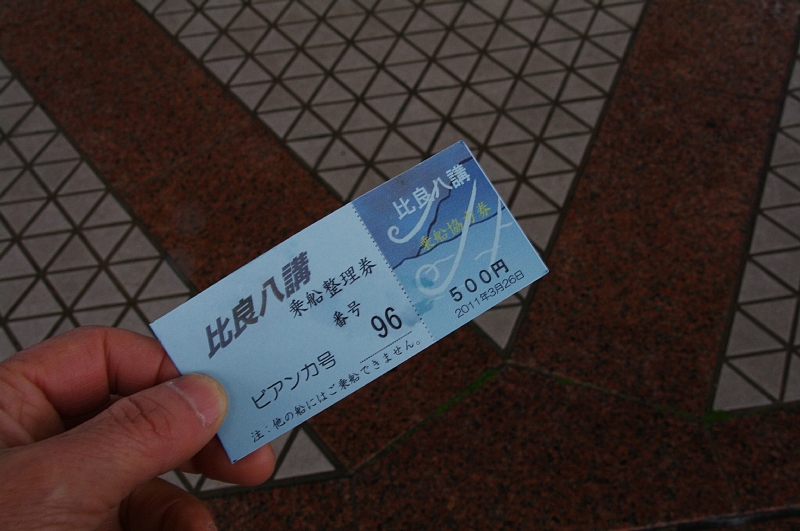 比良八講
乗船整理券
番号 96
ビアンカ号
注:他の船にはご乗船できません。
比良八講
乗船協力券
500円
2011年3月26日